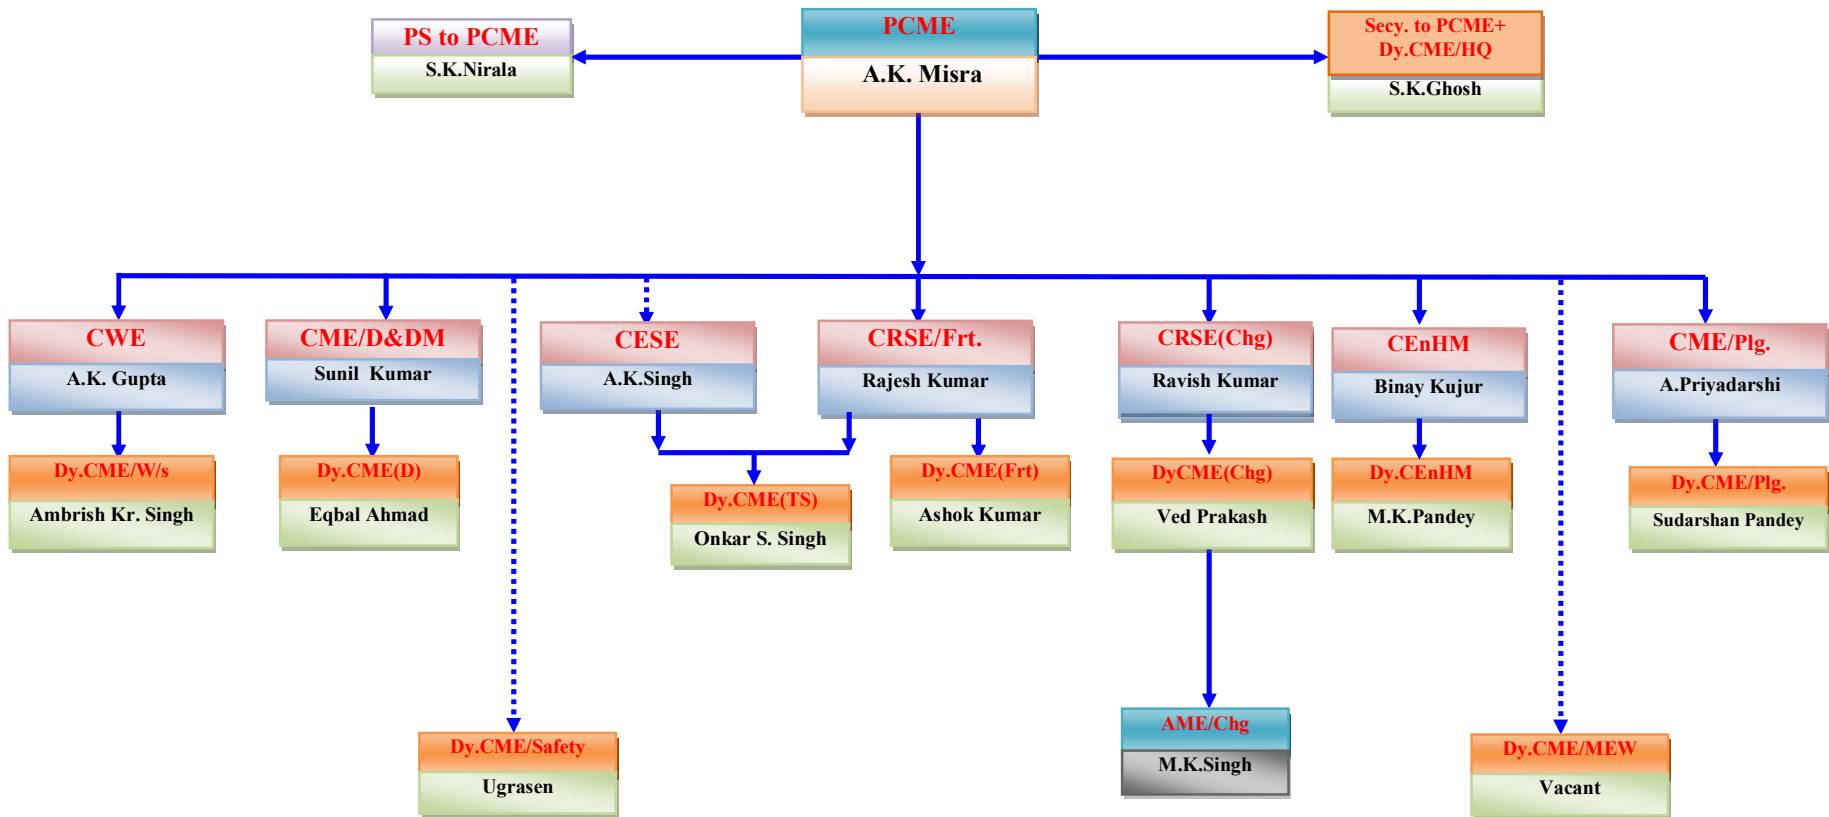 PS to PCME
S.K.Nirala
PCME
A.K. Misra
Secy. to PCME+
Dy.CME/HQ
S.K.Ghosh
CWE
A.K. Gupta
CME/D&DM
Sunil Kumar
CESE
A.K.Singh
CRSE/Frt.
Rajesh Kumar
CRSE(Chg)
Ravish Kumar
CEnHM
Binay Kujur
CME/Plg.
A.Priyadarshi
Dy.CME/W/s
Ambrish Kr. Singh
Dy.CME(D)
Eqbal Ahmad
Dy.CME(TS)
Onkar S. Singh
Dy.CME(Frt)
Ashok Kumar
DyCME(Chg)
Ved Prakash
Dy.CEnHM
M.K.Pandey
Dy.CME/Plg.
Sudarshan Pandey
Dy.CME/Safety
Ugrasen
AME/Chg
M.K.Singh
Dy.CME/MEW
Vacant